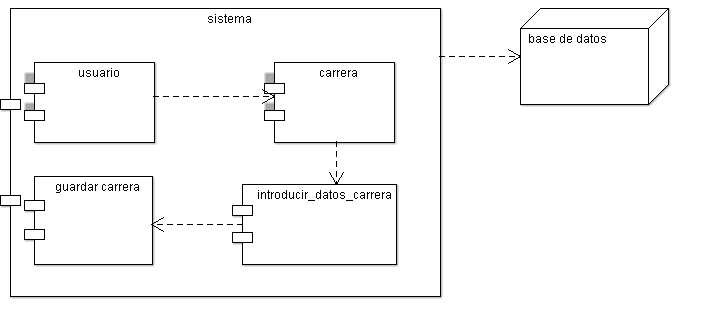 sistema
base de datos
usuario
carrera
guardar carrera
introducir_datos_carrera